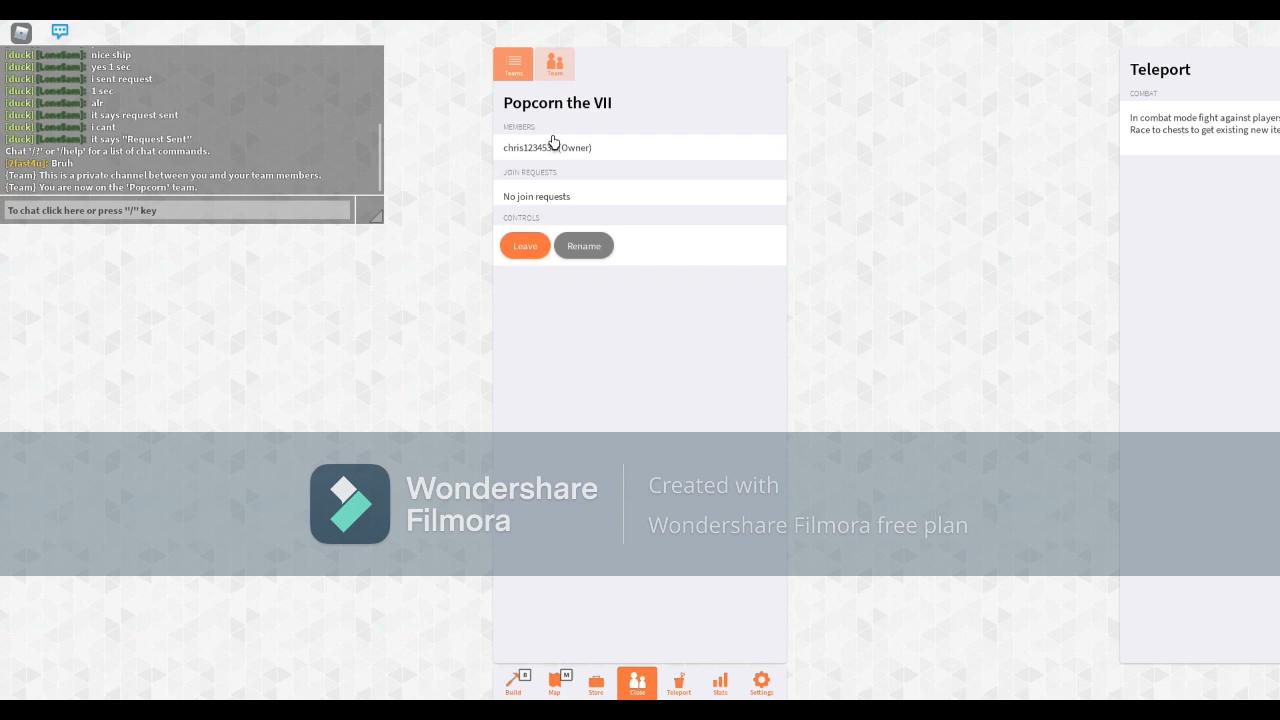 [duck] [LoneSam]: nice ship
[duck] [LoneSam]: yes 1 sec
[duck] [LoneSam]: i sent request
[duck] [LoneSam]: 1 sec
[duck] [LoneSam]: alr
[duck] [LoneSam]: it says request sent
[duck] [LoneSam]: i cant
[duck] [LoneSam]: it says "Request Sent"
Chat '/?' or '/help' for a list of chat commands.
[7fast4u]: Bruh
{Team} This is a private channel between you and your team members.
{Team} You are now on the 'Popcorn' team.
To chat click here or press "/" key
Teams
Team
Popcorn the VII
MEMBERS
(Owner)
JOIN REQUESTS
No join requests
CONTROLS
Leave
Rename
Teleport
COMBAT
In combat mode fight against players
Race to chests to get existing new
Wondershare
Filmora
Created with
Wondershare Filmora free plan
B
M
Build
Map
Store
Close
Teleport
Stats
Settings